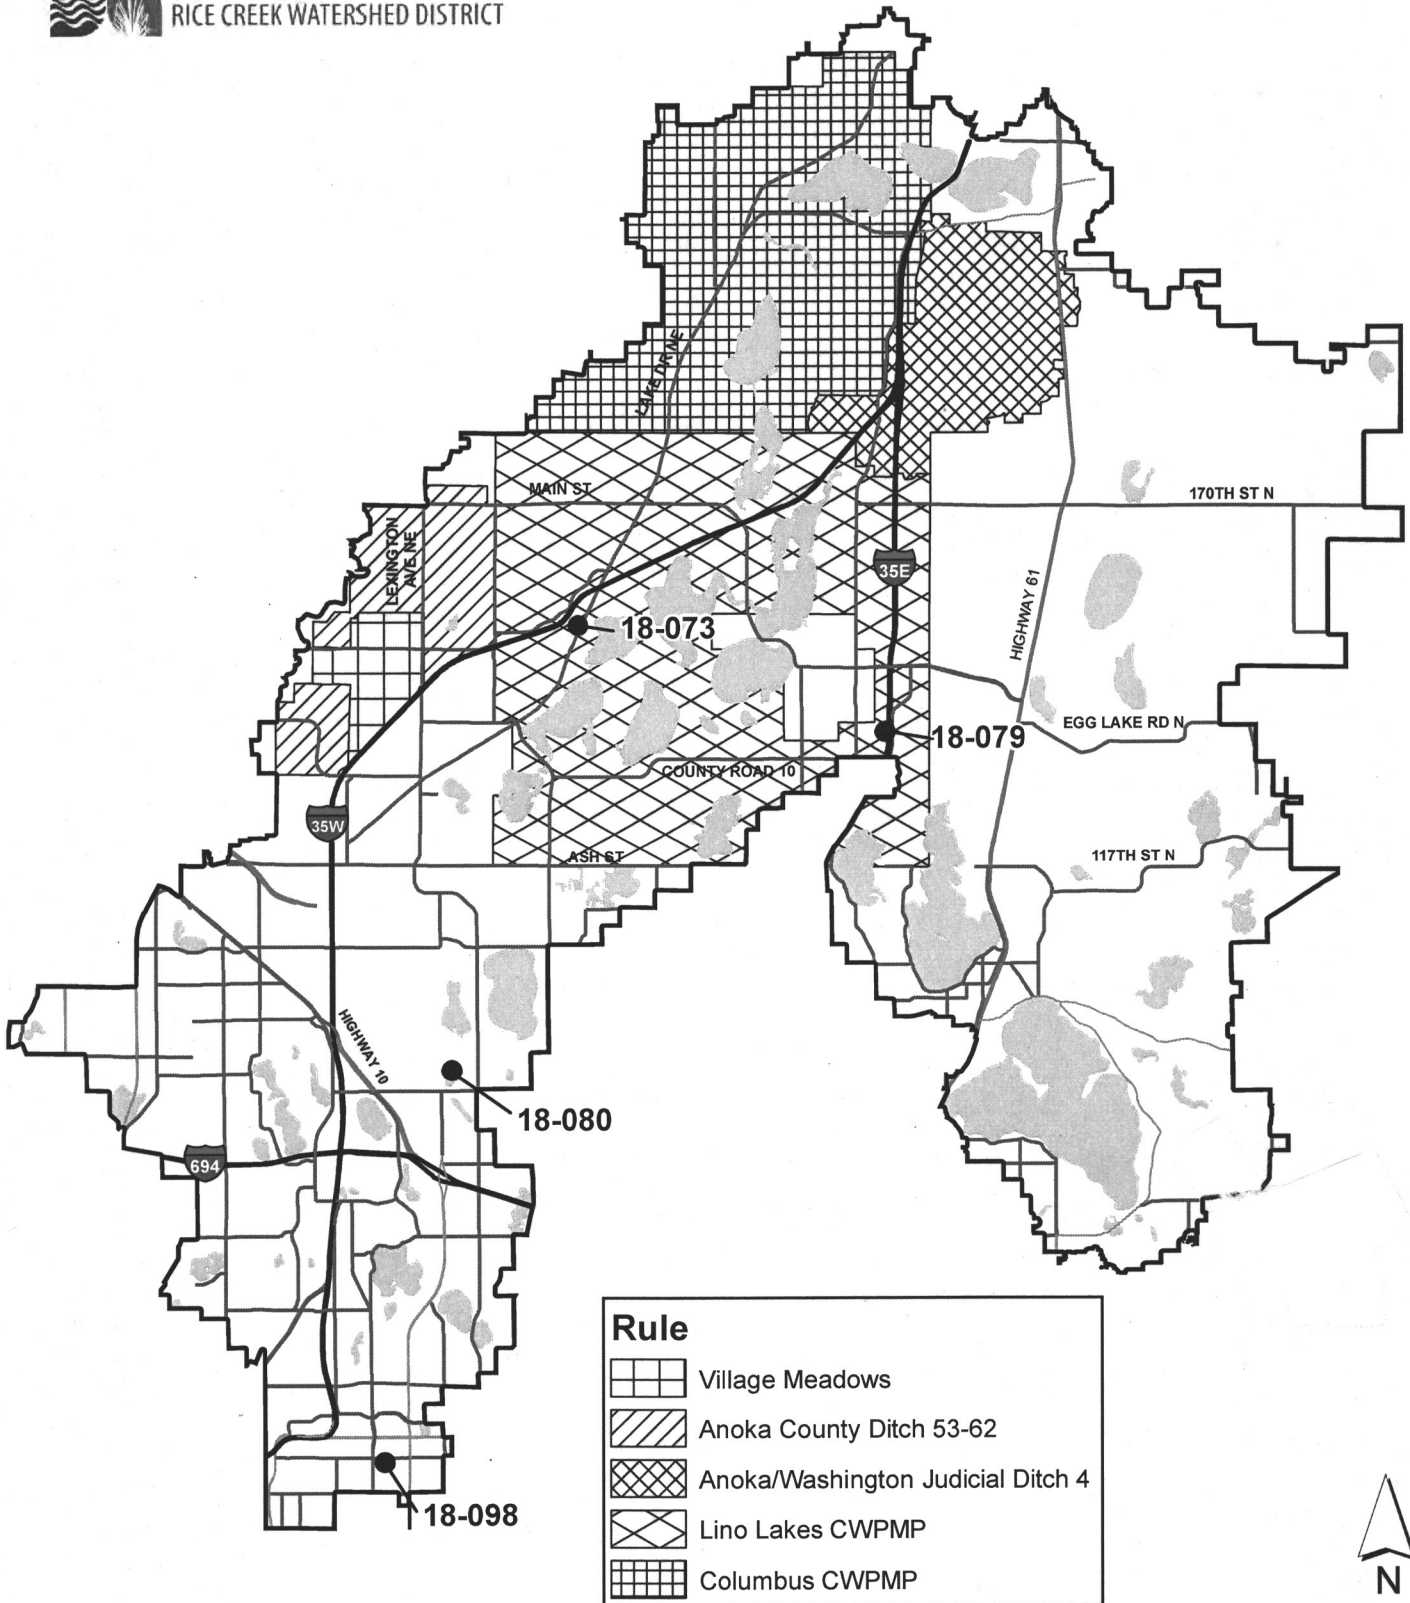 RICE CREEK WATERSHED DISTRICT
LAKE DR NE
MAIN ST
170TH ST N
LEXINGTON
AVE NE
35E
HIGHWAY 61
18-073
EGG LAKE RD N
18-079
COUNTY ROAD 10
35W
ASH ST
117TH ST N
HIGHWAY 10
18-080
694
Rule
Village Meadows
Anoka County Ditch 53-62
Anoka/Washington Judicial Ditch 4
18-098
Lino Lakes CWPMP
Columbus CWPMP
N